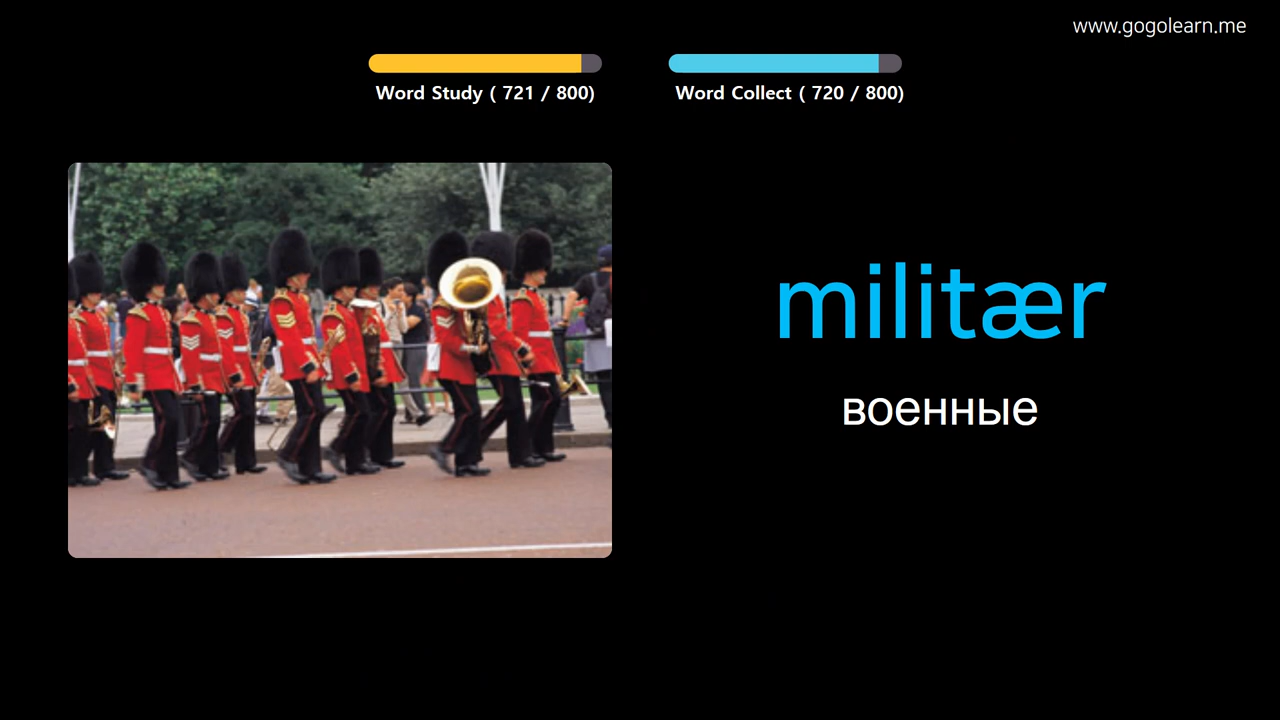 www.gogolearn.me
Word Study ( 721 / 800)
Word Collect ( 720 / 800)
militær
военные